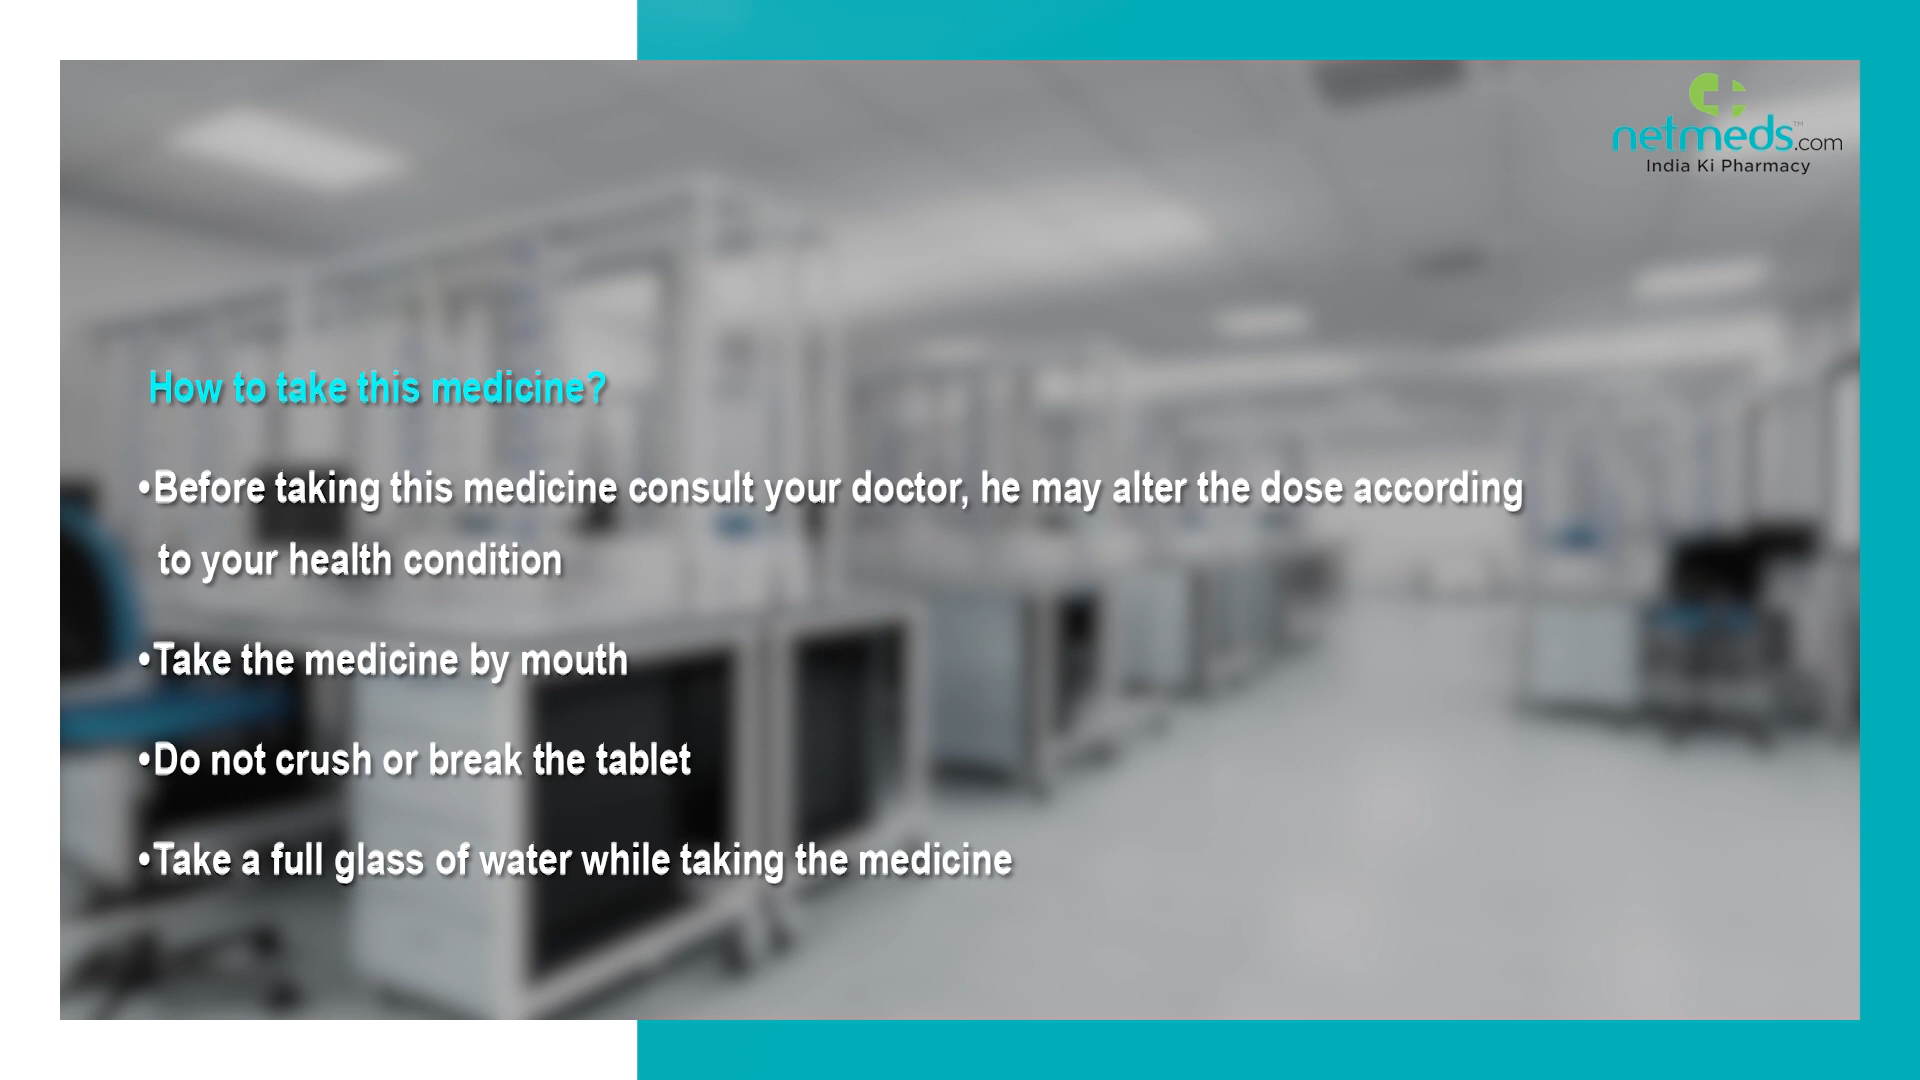 netmeds™.com
India Ki Pharmacy
How to take this medicine?
•Before taking this medicine consult your doctor, he may alter the dose according
to your health condition
•Take the medicine by mouth
•Do not crush or break the tablet
•Take a full glass of water while taking the medicine